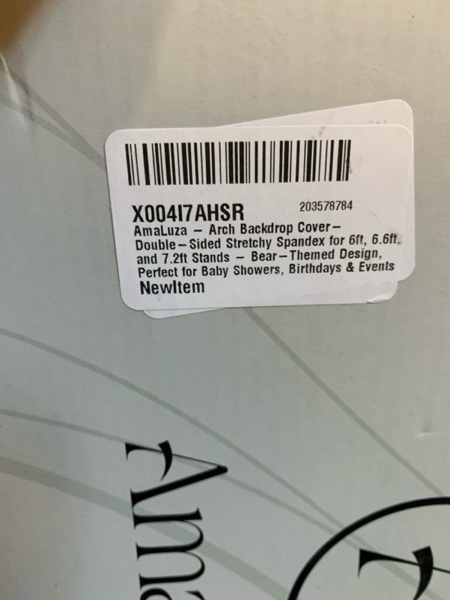 X004I7AHSR 203578784
AmaLuza – Arch Backdrop Cover–
Double–Sided Stretchy Spandex for 6ft, 6.6ft,
and 7.2ft Stands – Bear–Themed Design,
Perfect for Baby Showers, Birthdays & Events
NewItem
Ama